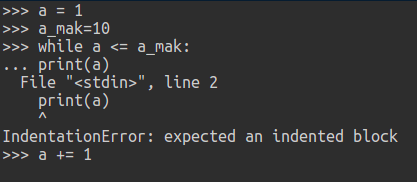 >>> a = 1
>>> a_mak=10
>>> while a <= a_mak:
... print(a)
  File "<stdin>", line 2
    print(a)
    ^
IndentationError: expected an indented block
>>> a += 1